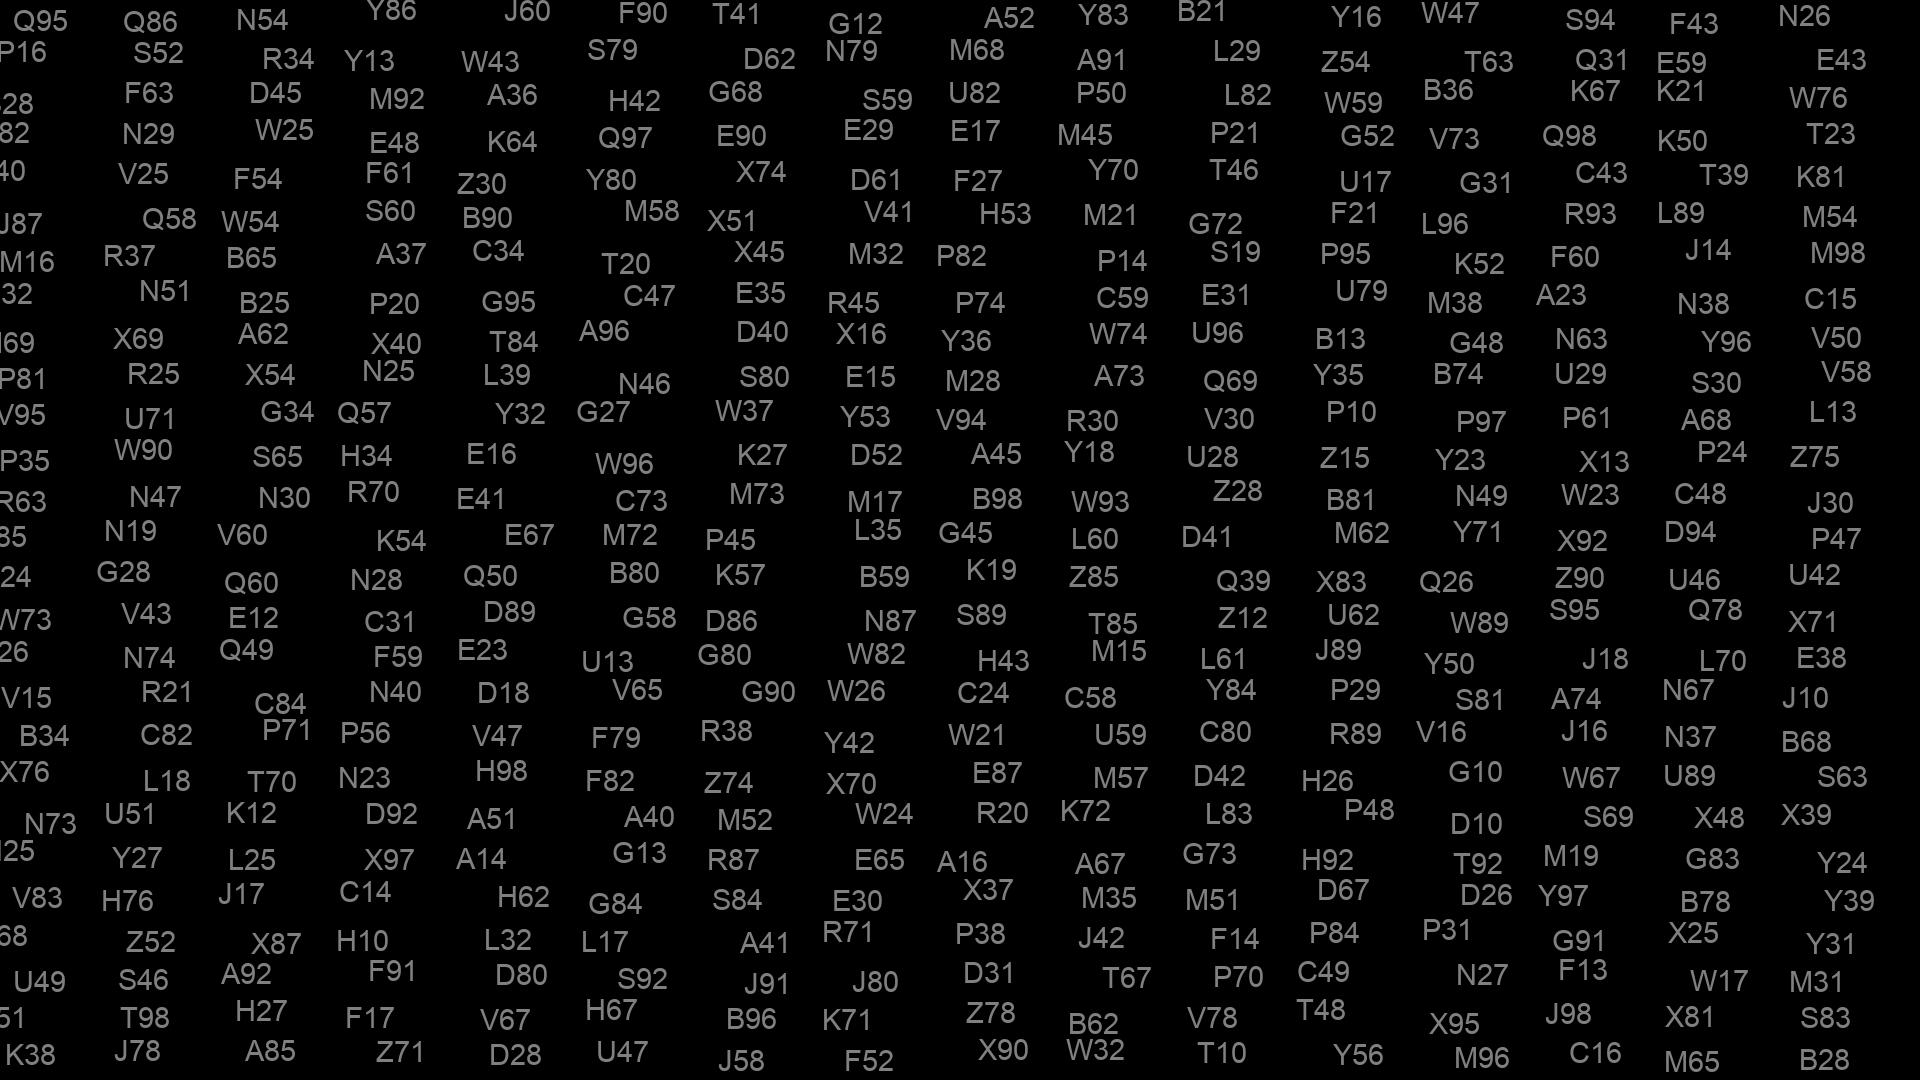 Q95 Q86 N54 Y86 J60 F90 T41 G12 A52 Y83 B21 Y16 W47 S94 F43 N26
P16 S52 R34 Y13 W43 S79 D62 N79 M68 A91 L29 Z54 T63 Q31 E59 E43
28 F63 D45 M92 A36 H42 G68 S59 U82 P50 L82 W59 B36 K67 K21 W76
82 N29 W25 E48 K64 Q97 E90 E29 E17 M45 P21 G52 V73 Q98 K50 T23
40 V25 F54 F61 Z30 Y80 X74 D61 F27 Y70 T46 U17 G31 C43 T39 K81
J87 Q58 W54 S60 B90 M58 X51 V41 H53 M21 G72 F21 L96 R93 L89 M54
M16 R37 B65 A37 C34 T20 X45 M32 P82 P14 S19 P95 K52 F60 J14 M98
32 N51 B25 P20 G95 C47 E35 R45 P74 C59 E31 U79 M38 A23 N38 C15
69 X69 A62 X40 T84 A96 D40 X16 Y36 W74 U96 B13 G48 N63 Y96 V50
P81 R25 X54 N25 L39 N46 S80 E15 M28 A73 Q69 Y35 B74 U29 S30 V58
V95 U71 G34 Q57 Y32 G27 W37 Y53 V94 R30 V30 P10 P97 P61 A68 L13
P35 W90 S65 H34 E16 W96 K27 D52 A45 Y18 U28 Z15 Y23 X13 P24 Z75
R63 N47 N30 R70 E41 C73 M73 M17 B98 W93 Z28 B81 N49 W23 C48 J30
85 N19 V60 K54 E67 M72 P45 L35 G45 L60 D41 M62 Y71 X92 D94 P47
24 G28 Q60 N28 Q50 B80 K57 B59 K19 Z85 Q39 X83 Q26 Z90 U46 U42
W73 V43 E12 C31 D89 G58 D86 N87 S89 T85 Z12 U62 W89 S95 Q78 X71
26 N74 Q49 F59 E23 U13 G80 W82 H43 M15 L61 J89 Y50 J18 L70 E38
V15 R21 C84 N40 D18 V65 G90 W26 C24 C58 Y84 P29 S81 A74 N67 J10
B34 C82 P71 P56 V47 F79 R38 Y42 W21 U59 C80 R89 V16 J16 N37 B68
X76 L18 T70 N23 H98 F82 Z74 X70 E87 M57 D42 H26 G10 W67 U89 S63
N73 U51 K12 D92 A51 A40 M52 W24 R20 K72 L83 P48 D10 S69 X48 X39
25 Y27 L25 X97 A14 G13 R87 E65 A16 A67 G73 H92 T92 M19 G83 Y24
V83 H76 J17 C14 H62 G84 S84 E30 X37 M35 M51 D67 D26 Y97 B78 Y39
68 Z52 X87 H10 L32 L17 A41 R71 P38 J42 F14 P84 P31 G91 X25 Y31
U49 S46 A92 F91 D80 S92 J91 J80 D31 T67 P70 C49 N27 F13 W17 M31
51 T98 H27 F17 V67 H67 B96 K71 Z78 B62 V78 T48 X95 J98 X81 S83
K38 J78 A85 Z71 D28 U47 J58 F52 X90 W32 T10 Y56 M96 C16 M65 B28